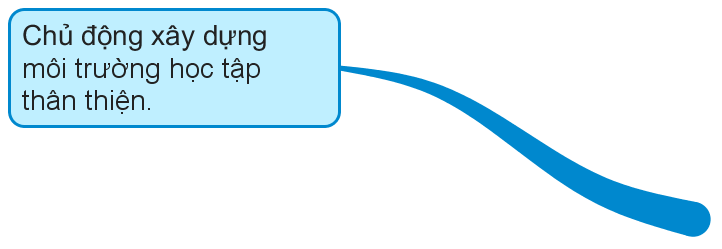 Chủ động xây dựng
môi trường học tập
thân thiện.